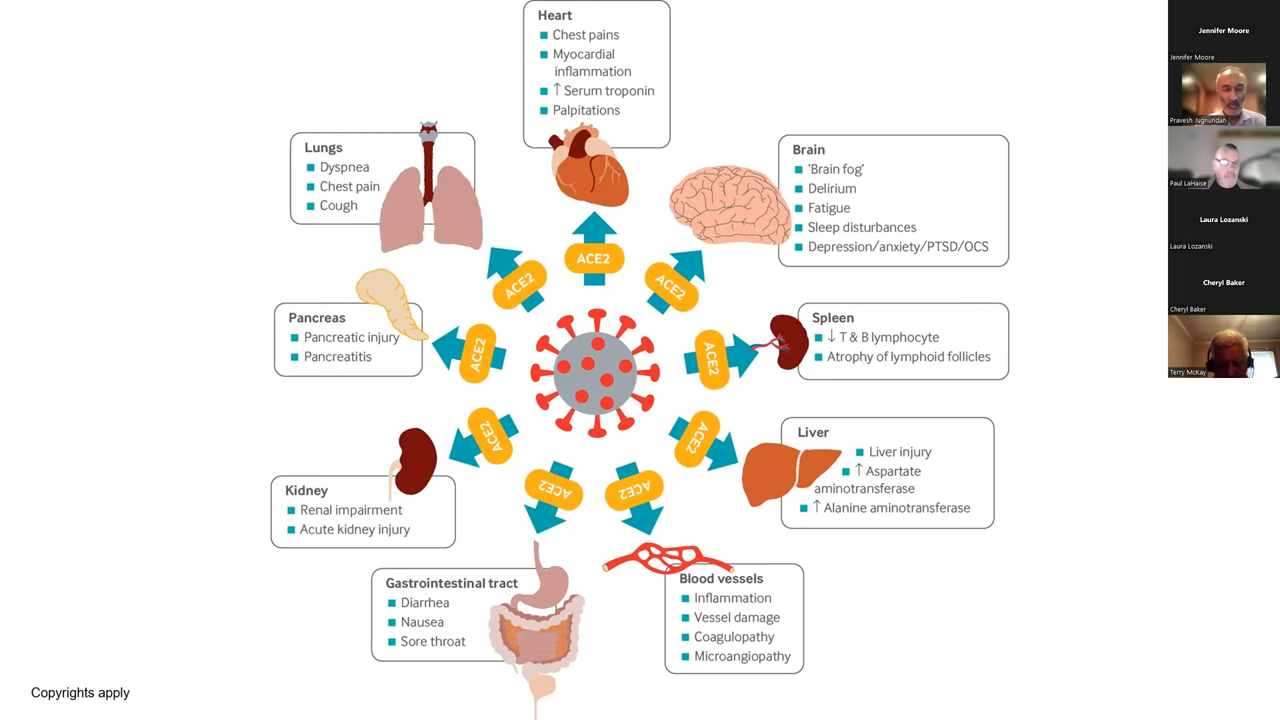 Heart
Chest pains
Myocardial
inflammation
↑ Serum troponin
Palpitations
Lungs
Dyspnea
Chest pain
Cough
Brain
'Brain fog'
Delirium
Fatigue
Sleep disturbances
Depression/anxiety/PTSD/OCS
ACE2
ACE2
ACE2
Pancreas
Pancreatic injury
Pancreatitis
ACE2
ACE2
Spleen
↓ T & B lymphocyte
Atrophy of lymphoid follicles
ACE2
ACE2
Liver
Liver injury
↑ Aspartate
aminotransferase
↑ Alanine aminotransferase
Kidney
Renal impairment
Acute kidney injury
ACE2
ACE2
Gastrointestinal tract
Diarrhea
Nausea
Sore throat
Blood vessels
Inflammation
Vessel damage
Coagulopathy
Microangiopathy
Copyrights apply
Jennifer Moore
Jennifer Moore
Pravesh Jugnundan
Paul LaHaise
Laura Lozanski
Laura Lozanski
Cheryl Baker
Cheryl Baker
Terry McKay